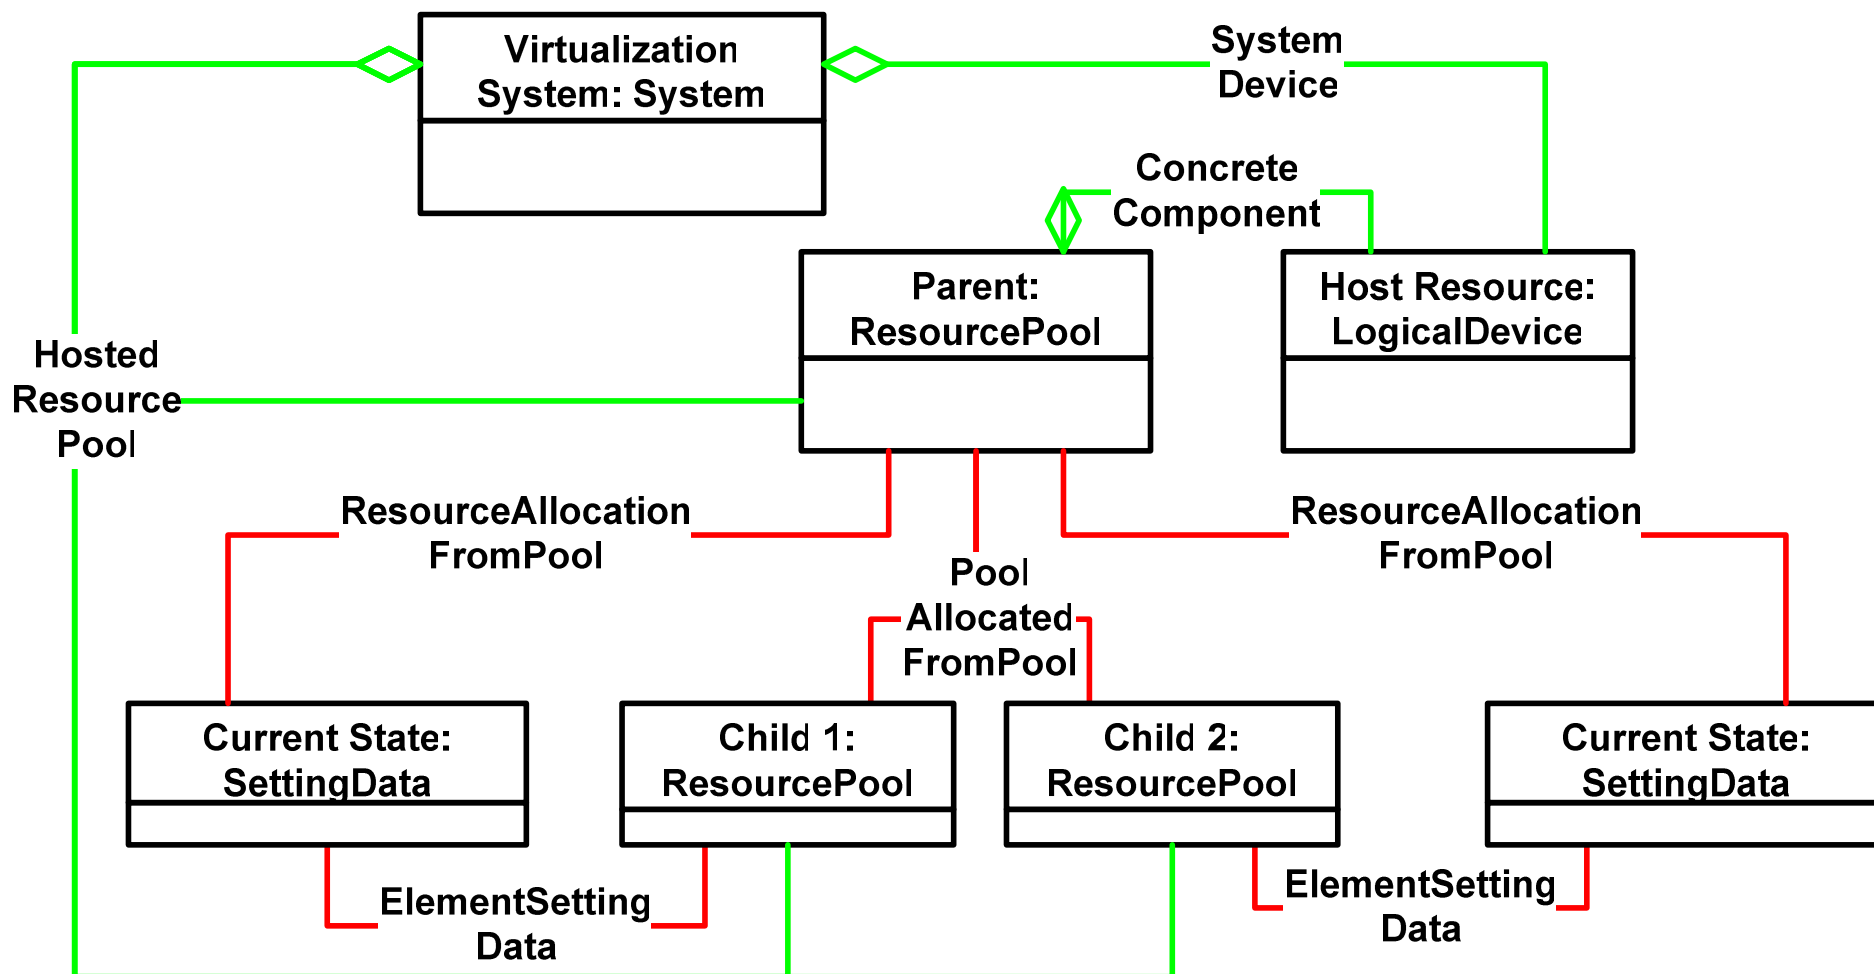 Virtualization
System: System
System
Device
Concrete
Component
Parent:
ResourcePool
Host Resource:
LogicalDevice
Hosted
Resource
Pool
ResourceAllocation
FromPool
ResourceAllocation
FromPool
Pool
Allocated
FromPool
Current State:
SettingData
Child 1:
ResourcePool
Child 2:
ResourcePool
Current State:
SettingData
ElementSetting
Data
ElementSetting
Data